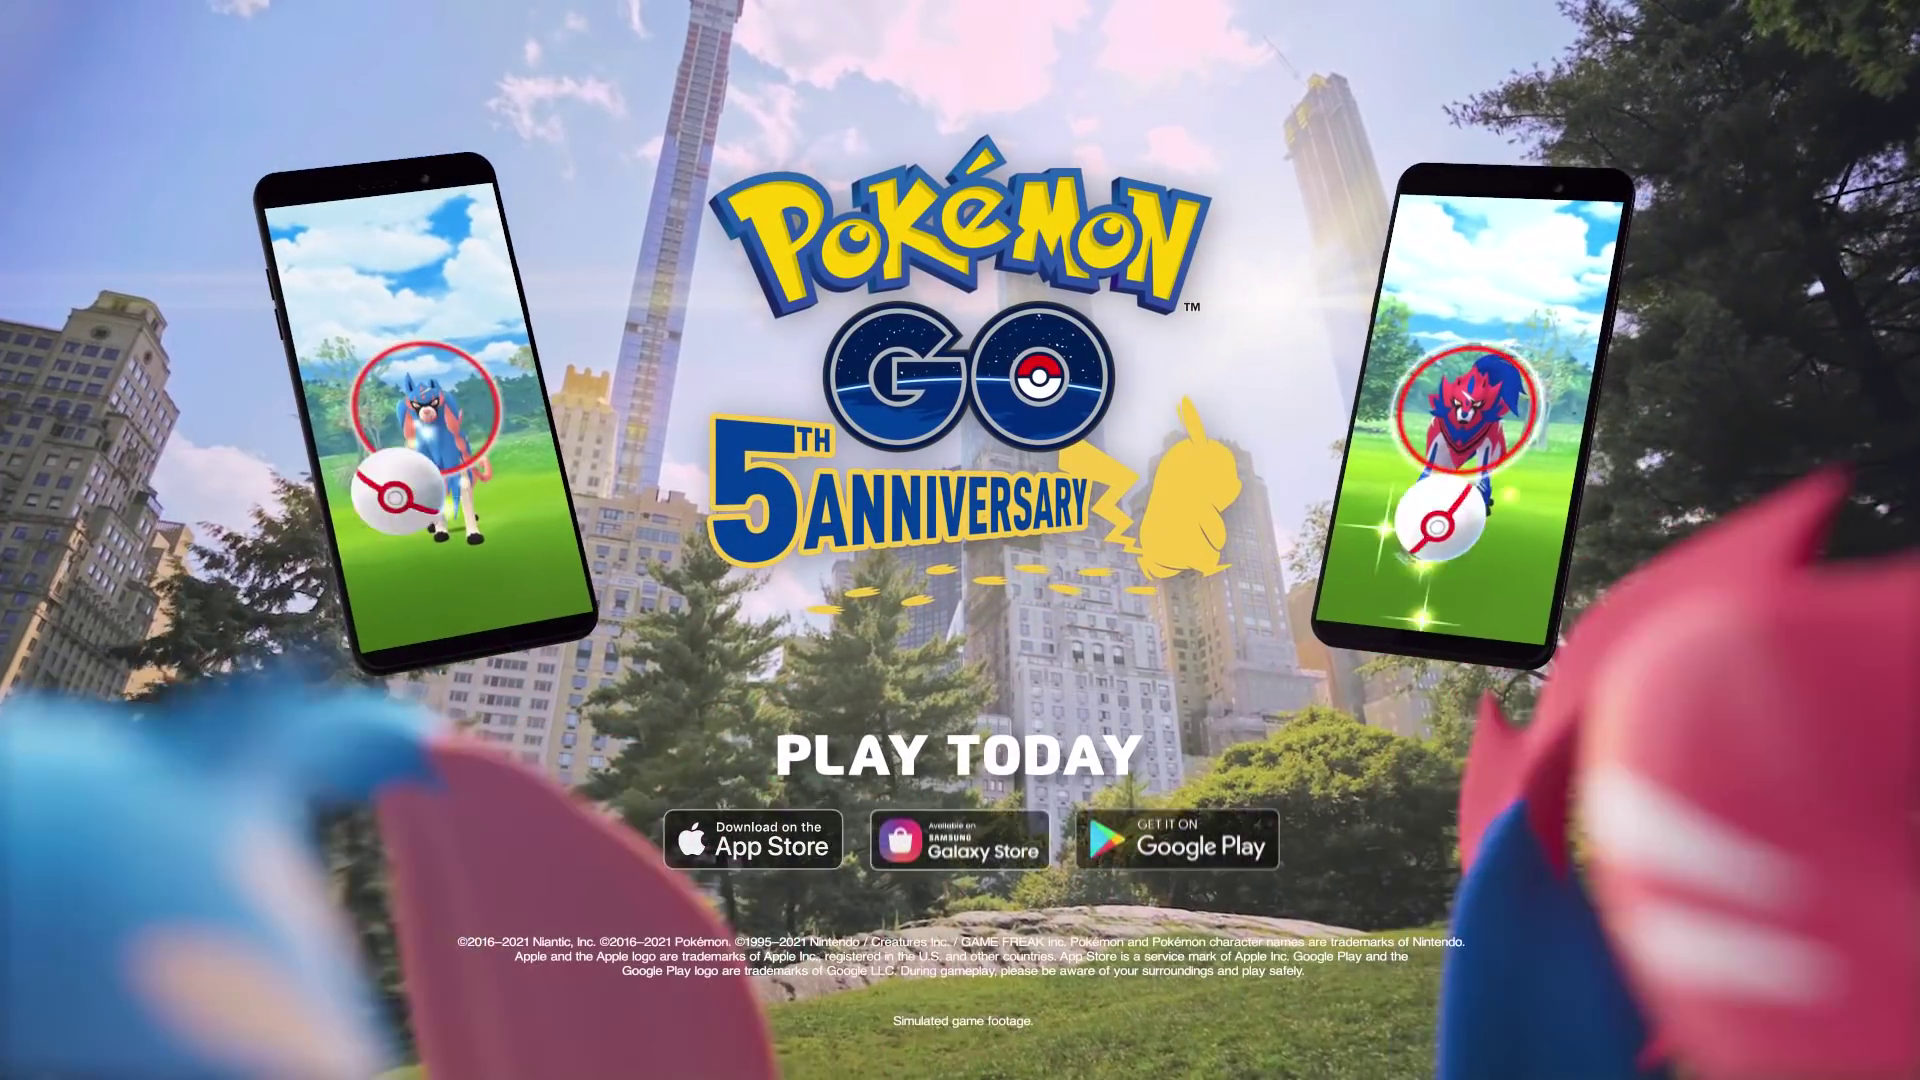 POKéMON
TM
GO
5TH
ANNIVERSARY
PLAY TODAY
Download on the
App Store
Available on
SAMSUNG
Galaxy Store
GET IT ON
Google Play
©2016–2021 Niantic, Inc. ©2016–2021 Pokémon. ©1995–2021 Nintendo / Creatures Inc. / GAME FREAK inc. Pokémon and Pokémon character names are trademarks of Nintendo.
Apple and the Apple logo are trademarks of Apple Inc., registered in the U.S. and other countries. App Store is a service mark of Apple Inc. Google Play and the
Google Play logo are trademarks of Google LLC. During gameplay, please be aware of your surroundings and play safely.
Simulated game footage.